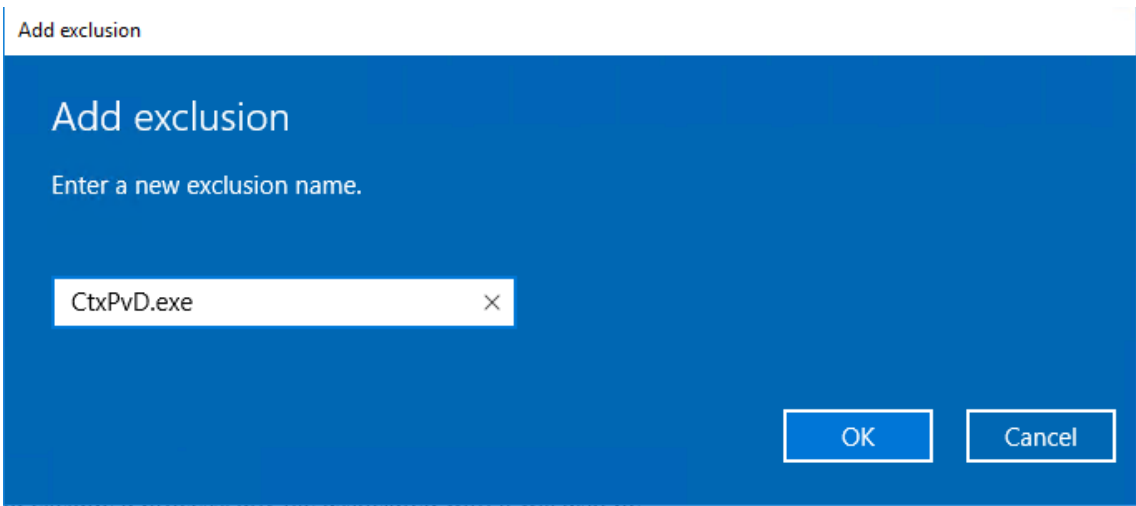 Add exclusion
Add exclusion
Enter a new exclusion name.
CtxPvD.exe
OK Cancel